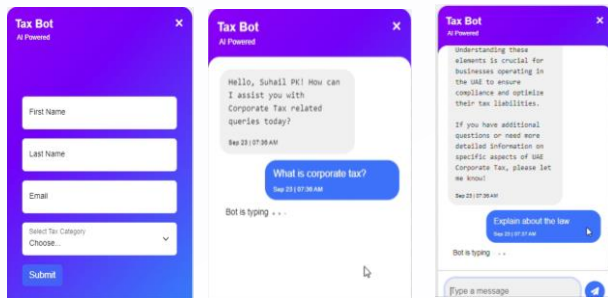 Tax Bot
×
AI Powered
First Name
Last Name
Email
Select Tax Category
Choose...
Submit
Tax Bot
×
AI Powered
Hello, Suhail PK! How can
I assist you with
Corporate Tax related
queries today?
Sep 23 | 07:36 AM
What is corporate tax?
Sep 23 | 07:36 AM
Bot is typing . . .
Tax Bot
×
AI Powered
Understanding these
elements is crucial for
businesses operating in
the UAE to ensure
compliance and optimize
their tax liabilities.
If you have additional
questions or need more
detailed information on
specific aspects of UAE
Corporate Tax, please let
me know!
Sep 23 | 07:36 AM
Explain about the law
Sep 23 | 07:37 AM
Bot is typing . .
Type a message